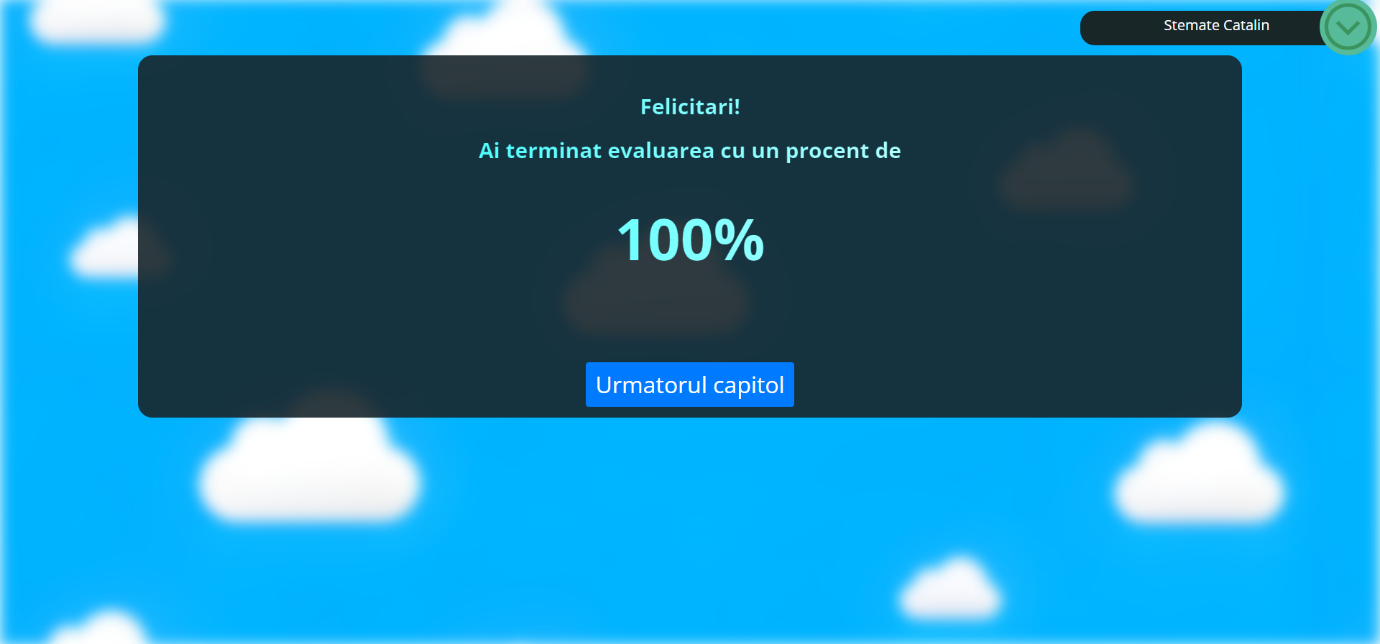 Stemate Catalin
Felicitari!
Ai terminat evaluarea cu un procent de
100%
Urmatorul capitol